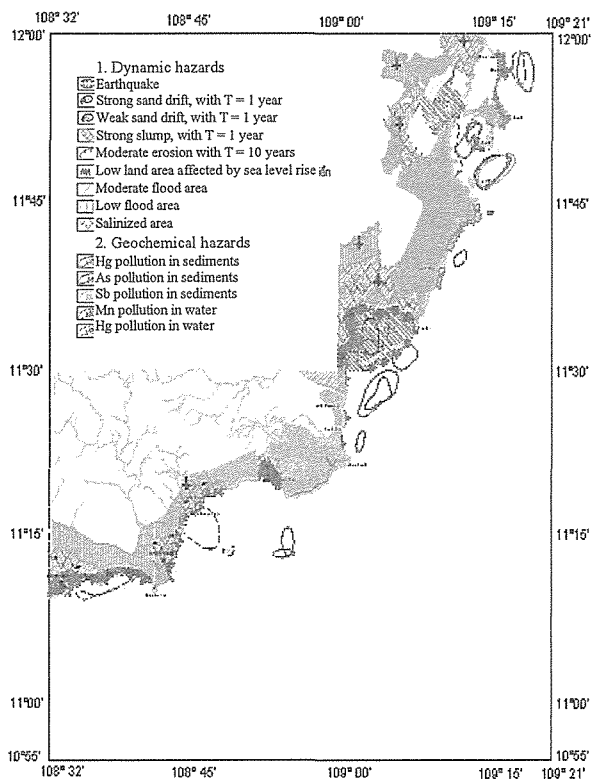 108° 32' 108° 45' 109° 00' 109° 15' 109° 21'
12° 00' 12° 00'
1. Dynamic hazards
Earthquake
Strong sand drift, with T = 1 year
Weak sand drift, with T = 1 year
Strong slump, with T = 1 year
Moderate erosion with T = 10 years
Low land area affected by sea level rise
Moderate flood area
Low flood area
Salinized area
2. Geochemical hazards
Hg pollution in sediments
As pollution in sediments
Sb pollution in sediments
Mn pollution in water
Hg pollution in water
11° 45' 11° 45'
11° 30' 11° 30'
11° 15' 11° 15'
11° 00' 11° 00'
10° 55' 10° 55'
108° 32' 108° 45' 109° 00' 109° 15' 109° 21'